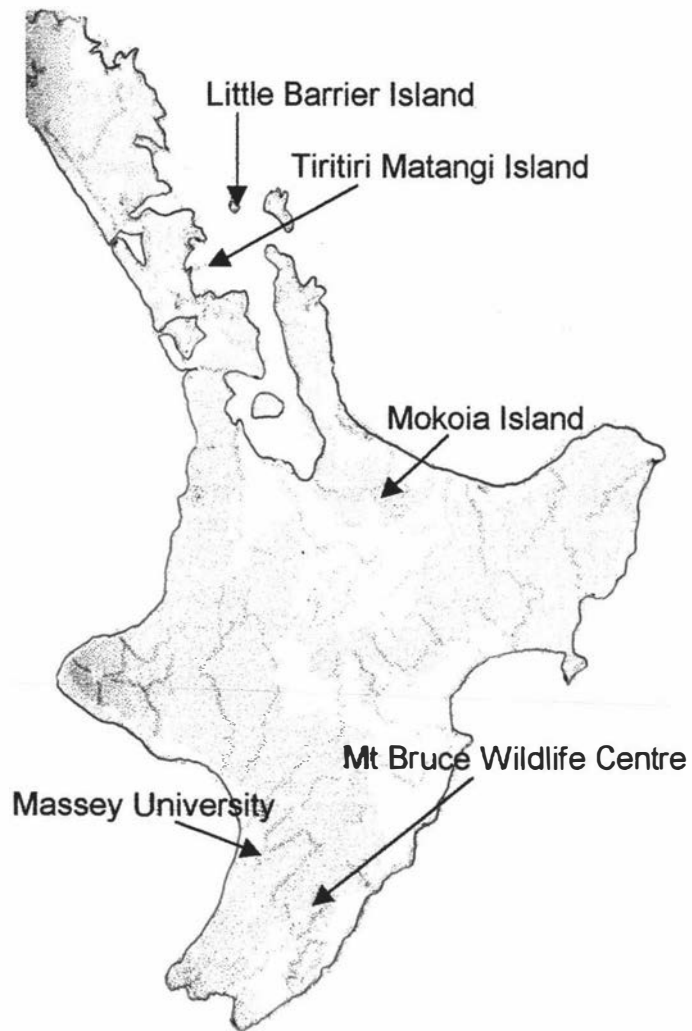 Little Barrier Island
Tiritiri Matangi Island
Mokoia Island
Mt Bruce Wildlife Centre
Massey University